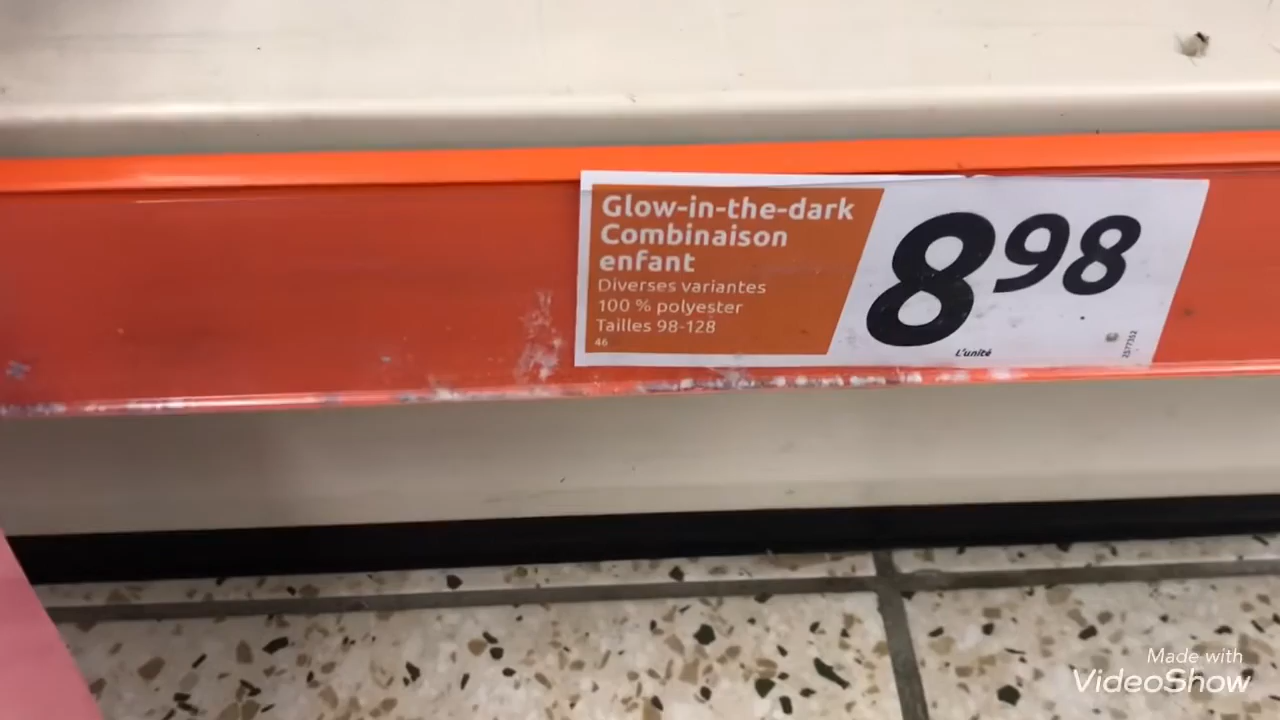 Glow-in-the-dark
Combinaison
enfant
Diverses variantes
100 % polyester
Tailles 98-128
46
898
L'unité
2577352
Made with
VideoShow